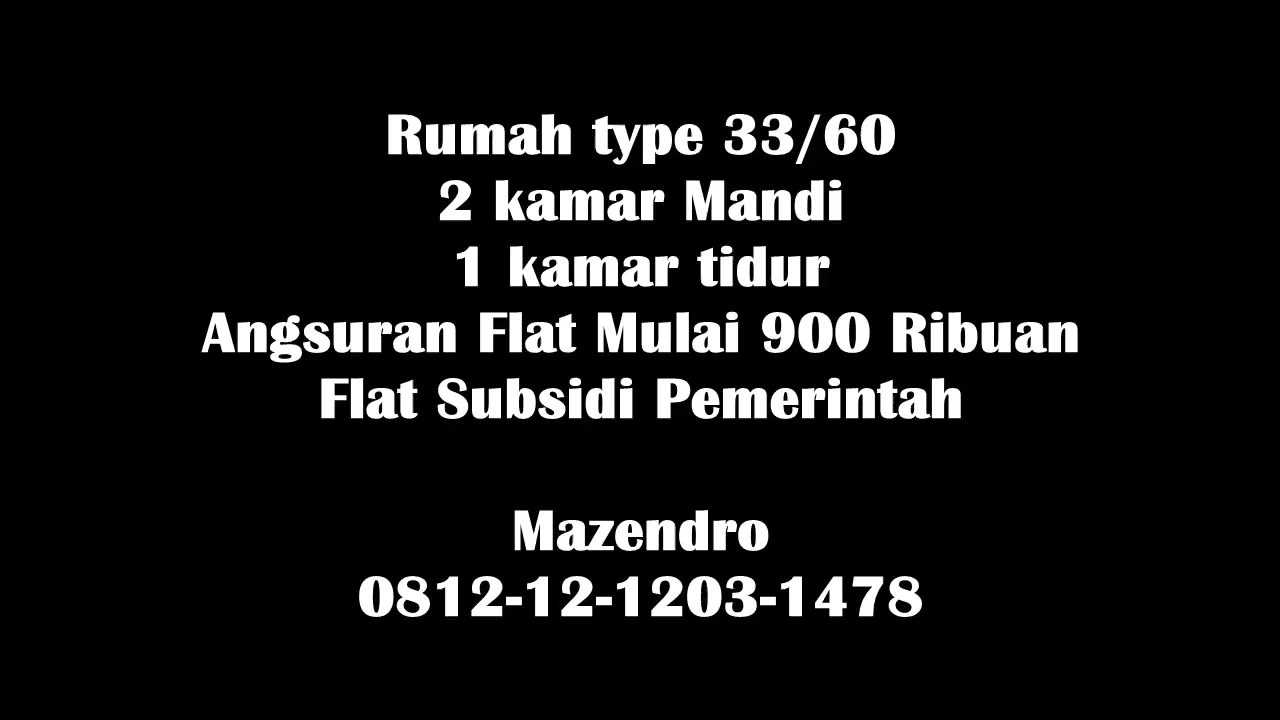 Rumah type 33/60
2 kamar Mandi
1 kamar tidur
Angsuran Flat Mulai 900 Ribuan
Flat Subsidi Pemerintah
Mazendro
0812-12-1203-1478